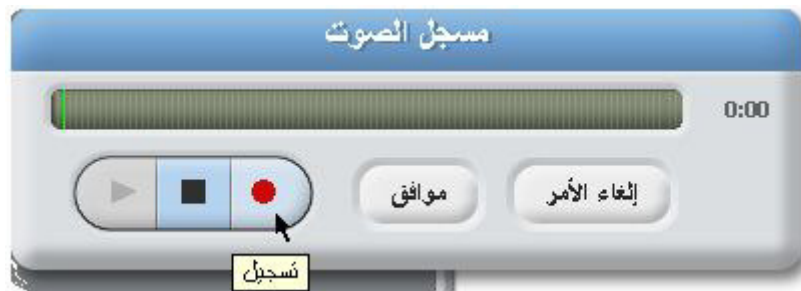 مسجل الصوت
0:00
إلغاء الأمر
موافق
تسجيل